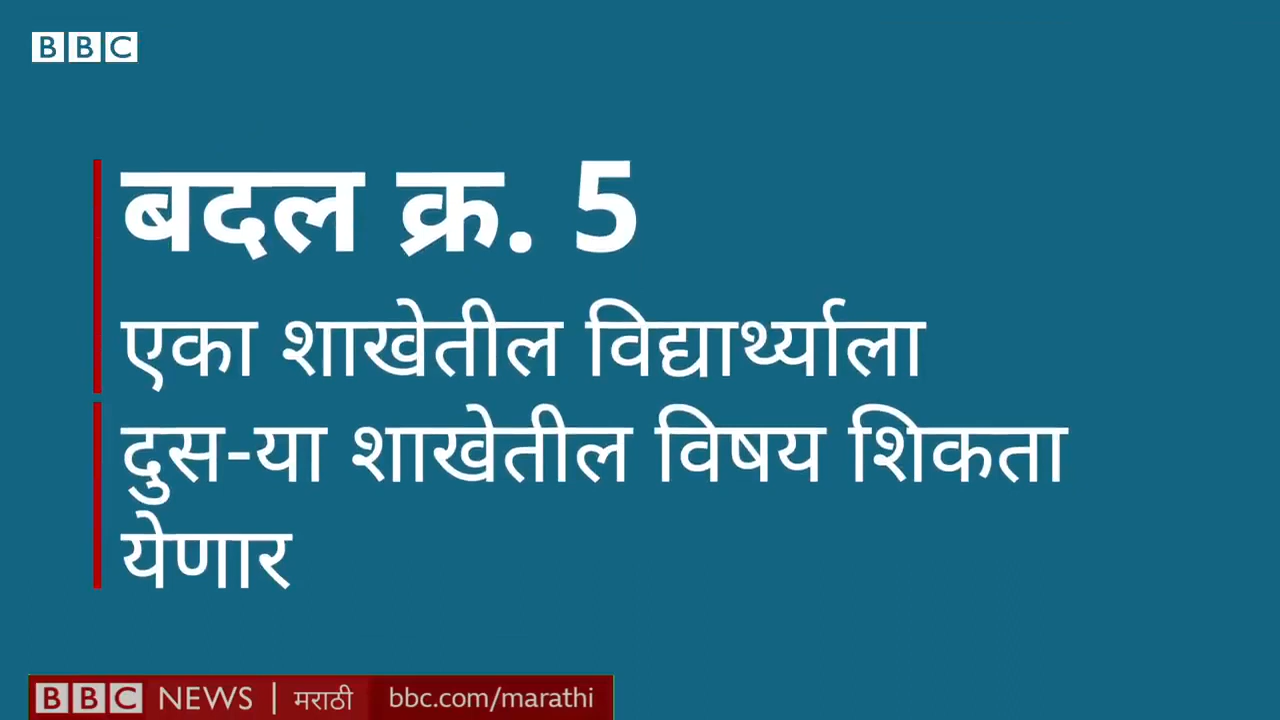 BBC
बदल क्र. 5
एका शाखेतील विद्यार्थ्याला
दुस-या शाखेतील विषय शिकता
येणार
BBC NEWS | मराठी bbc.com/marathi